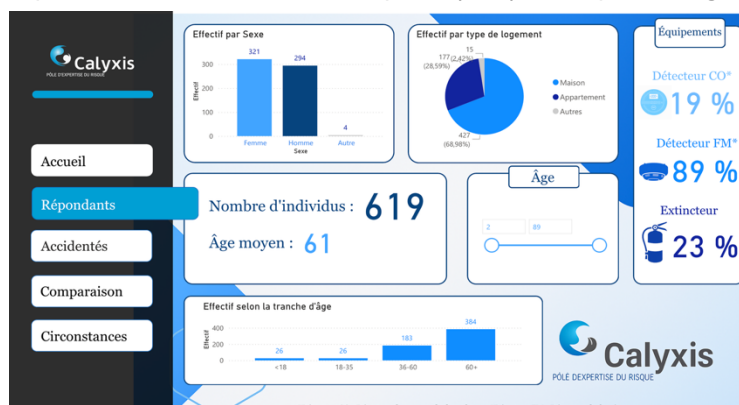 Calyxis
PÔLE D'EXPERTISE DU RISQUE
Accueil
Répondants
Accidentés
Comparaison
Circonstances
Effectif par Sexe
Effectif
300
200
100
0
321
294
4
Femme
Homme
Autre
Sexe
Effectif par type de logement
15
(2,42%)
177
(28,59%)
427
(68,98%)
Maison
Appartement
Autres
Équipements
Détecteur CO*
19 %
Détecteur FM*
89 %
Extincteur
23 %
Nombre d'individus : 619
Âge moyen : 61
Âge
2
89
Effectif selon la tranche d'âge
Effectif
400
200
0
26
26
183
384
<18
18-35
36-60
60+
Calyxis
PÔLE DEXPERTISE DU RISQUE